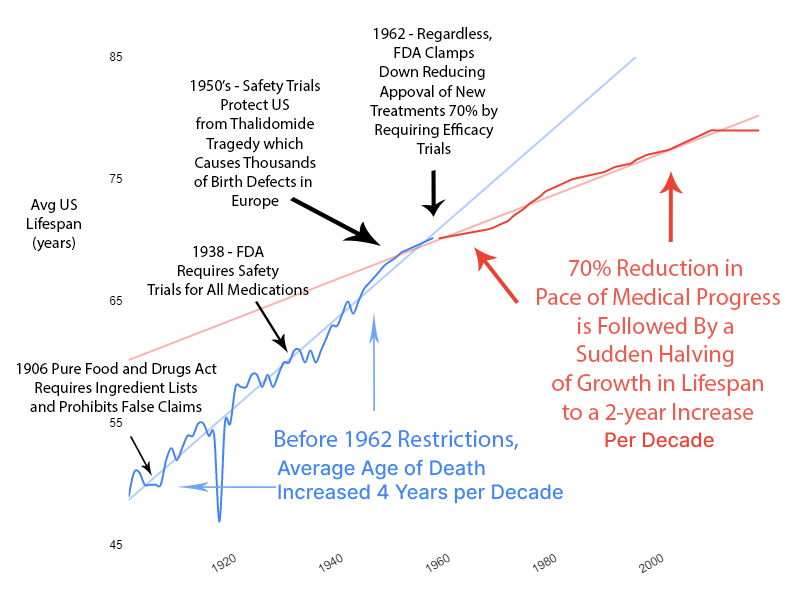 1962 - Regardless,
FDA Clamps
Down Reducing
Appoval of New
Treatments 70% by
Requiring Efficacy
Trials
85
1950's - Safety Trials
Protect US
from Thalidomide
Tragedy which
Causes Thousands
of Birth Defects in
Europe
75
Avg US
Lifespan
(years)
1938 - FDA
Requires Safety
Trials for All Medications
65
70% Reduction in
Pace of Medical Progress
is Followed By a
Sudden Halving
of Growth in Lifespan
to a 2-year Increase
Per Decade
1906 Pure Food and Drugs Act
Requires Ingredient Lists
and Prohibits False Claims
55
Before 1962 Restrictions,
Average Age of Death
Increased 4 Years per Decade
45
1920
1940
1960
1980
2000